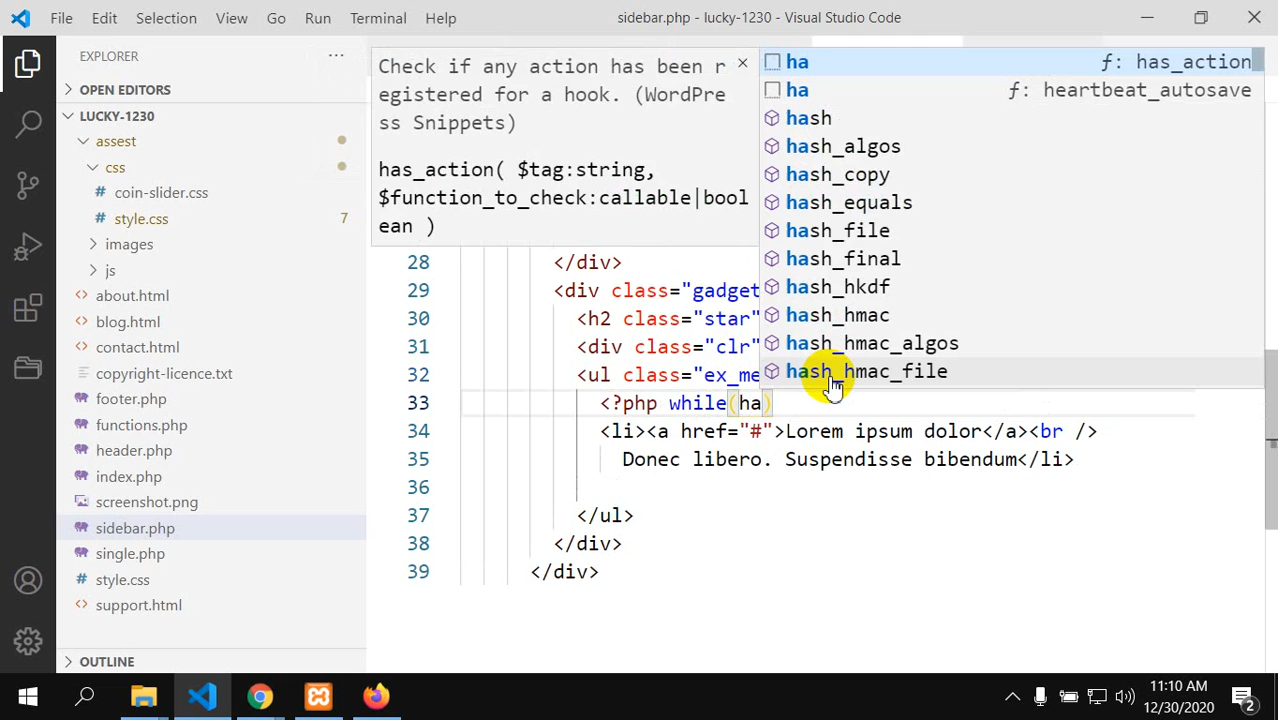 File Edit Selection View Go Run Terminal Help sidebar.php - lucky-1230 - Visual Studio Code
EXPLORER ···
OPEN EDITORS
LUCKY-1230
assest
css
# coin-slider.css
# style.css 7
images
js
<> about.html
<> blog.html
<> contact.html
copyright-licence.txt
footer.php
functions.php
header.php
index.php
screenshot.png
sidebar.php
single.php
# style.css
<> support.html
OUTLINE
Check if any action has been r
egistered for a hook. (WordPre
ss Snippets)
has_action( $tag:string,
$function_to_check:callable|bool
ean )
ha f: has_action
ha f: heartbeat_autosave
hash
hash_algos
hash_copy
hash_equals
hash_file
hash_final
hash_hkdf
hash_hmac
hash_hmac_algos
hash_hmac_file
28 </div>
29 <div class="gadget
30 <h2 class="star"
31 <div class="clr"
32 <ul class="ex_me
33 <?php while(ha)
34 <li><a href="#">Lorem ipsum dolor</a><br />
35 Donec libero. Suspendisse bibendum</li>
36
37 </ul>
38 </div>
39 </div>
11:10 AM
12/30/2020
2